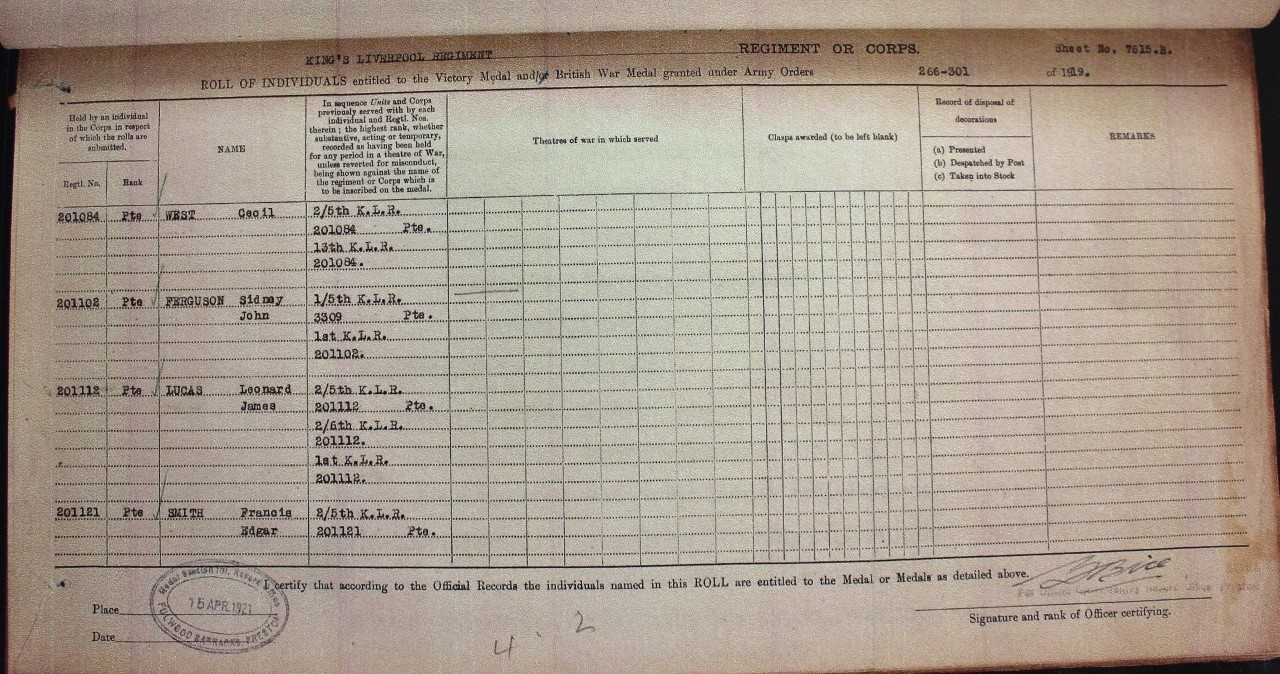 KING'S LIVERPOOL REGIMENT REGIMENT OR CORPS. Sheet No. 7615.B.
ROLL OF INDIVIDUALS entitled to the Victory Medal and/or British War Medal granted under Army Orders 266-301 of 1919.
Held by an individual
in the Corps in respect
of which the rolls are
submitted.
Regtl. No.
Rank
NAME
In sequence Units and Corps
previously served with by each
individual and Regtl. Nos.
therein; the highest rank, whether
substantive, acting or temporary,
recorded as having been held
for any period in a theatre of War,
unless reverted for misconduct,
being shown against the name of
the regiment or Corps which is
to be inscribed on the medal.
Theatres of war in which served
Clasps awarded (to be left blank)
Record of disposal of
decorations
(a) Presented
(b) Despatched by Post
(c) Taken into Stock
REMARKS
201084 Pte WEST Cecil 2/5th K.L.R.
201084 Pte.
13th K.L.R.
201084.
201102 Pte FERGUSON Sidney 1/5th K.L.R.
John 3309 Pte.
1st K.L.R.
201102.
201112 Pte LUCAS Leonard 2/5th K.L.R.
James 201112 Pte.
2/6th K.L.R.
201112.
1st K.L.R.
201112.
201121 Pte SMITH Francis 2/5th K.L.R.
Edgar 201121 Pte.
I certify that according to the Official Records the individuals named in this ROLL are entitled to the Medal or Medals as detailed above.
Place
Date
15 APR 1921
FULWOOD BARRACKS, PRESTON
Signature and rank of Officer certifying.
4 2